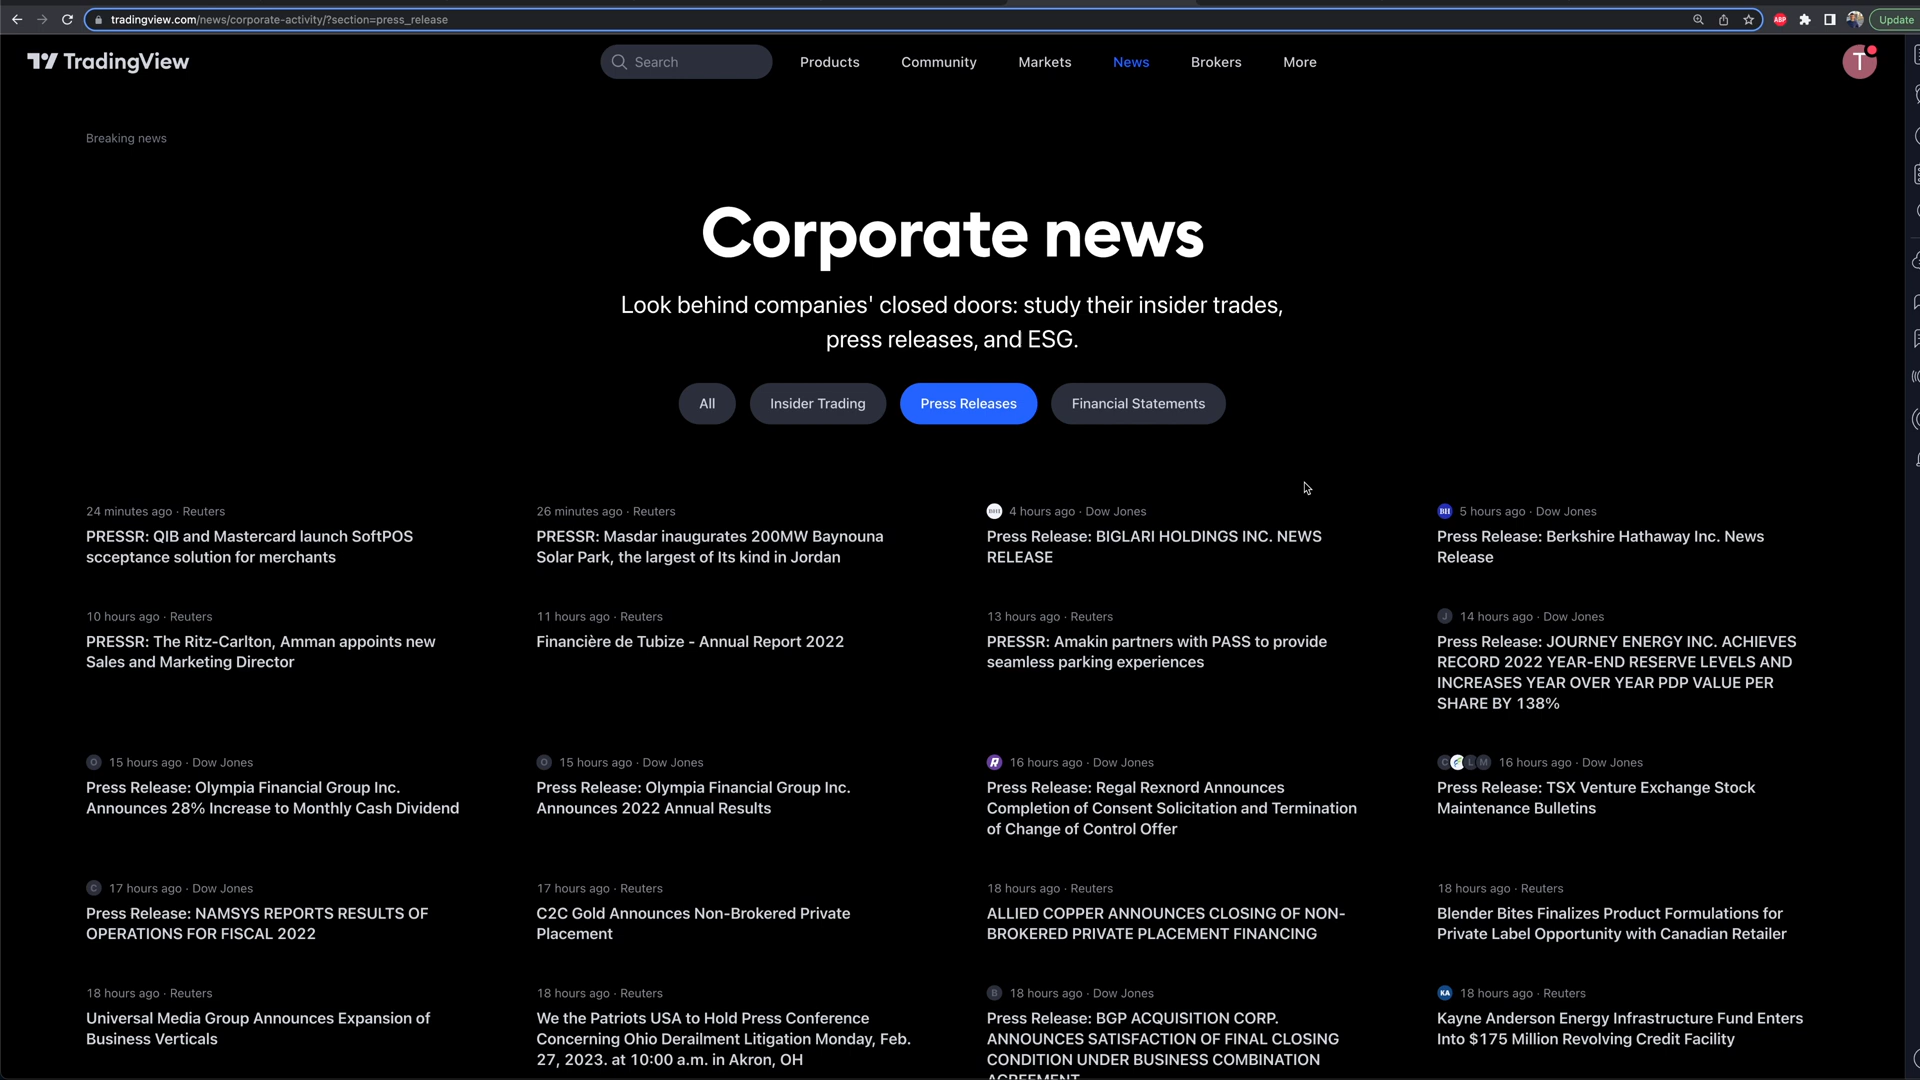 tradingview.com/news/corporate-activity/?section=press_release
ABP
Update
TradingView
Search
Products
Community
Markets
News
Brokers
More
T
Breaking news
Corporate news
Look behind companies' closed doors: study their insider trades,
press releases, and ESG.
All
Insider Trading
Press Releases
Financial Statements
24 minutes ago · Reuters
PRESSR: QIB and Mastercard launch SoftPOS
scceptance solution for merchants
26 minutes ago · Reuters
PRESSR: Masdar inaugurates 200MW Baynouna
Solar Park, the largest of Its kind in Jordan
4 hours ago · Dow Jones
Press Release: BIGLARI HOLDINGS INC. NEWS
RELEASE
BH 5 hours ago · Dow Jones
Press Release: Berkshire Hathaway Inc. News
Release
10 hours ago · Reuters
PRESSR: The Ritz-Carlton, Amman appoints new
Sales and Marketing Director
11 hours ago · Reuters
Financière de Tubize - Annual Report 2022
13 hours ago · Reuters
PRESSR: Amakin partners with PASS to provide
seamless parking experiences
J 14 hours ago · Dow Jones
Press Release: JOURNEY ENERGY INC. ACHIEVES
RECORD 2022 YEAR-END RESERVE LEVELS AND
INCREASES YEAR OVER YEAR PDP VALUE PER
SHARE BY 138%
O 15 hours ago · Dow Jones
Press Release: Olympia Financial Group Inc.
Announces 28% Increase to Monthly Cash Dividend
O 15 hours ago · Dow Jones
Press Release: Olympia Financial Group Inc.
Announces 2022 Annual Results
R 16 hours ago · Dow Jones
Press Release: Regal Rexnord Announces
Completion of Consent Solicitation and Termination
of Change of Control Offer
C L M 16 hours ago · Dow Jones
Press Release: TSX Venture Exchange Stock
Maintenance Bulletins
C 17 hours ago · Dow Jones
Press Release: NAMSYS REPORTS RESULTS OF
OPERATIONS FOR FISCAL 2022
17 hours ago · Reuters
C2C Gold Announces Non-Brokered Private
Placement
18 hours ago · Reuters
ALLIED COPPER ANNOUNCES CLOSING OF NON-
BROKERED PRIVATE PLACEMENT FINANCING
18 hours ago · Reuters
Blender Bites Finalizes Product Formulations for
Private Label Opportunity with Canadian Retailer
18 hours ago · Reuters
Universal Media Group Announces Expansion of
Business Verticals
18 hours ago · Reuters
We the Patriots USA to Hold Press Conference
Concerning Ohio Derailment Litigation Monday, Feb.
27, 2023. at 10:00 a.m. in Akron, OH
B 18 hours ago · Dow Jones
Press Release: BGP ACQUISITION CORP.
ANNOUNCES SATISFACTION OF FINAL CLOSING
CONDITION UNDER BUSINESS COMBINATION
AGREEMENT
KA 18 hours ago · Reuters
Kayne Anderson Energy Infrastructure Fund Enters
Into $175 Million Revolving Credit Facility